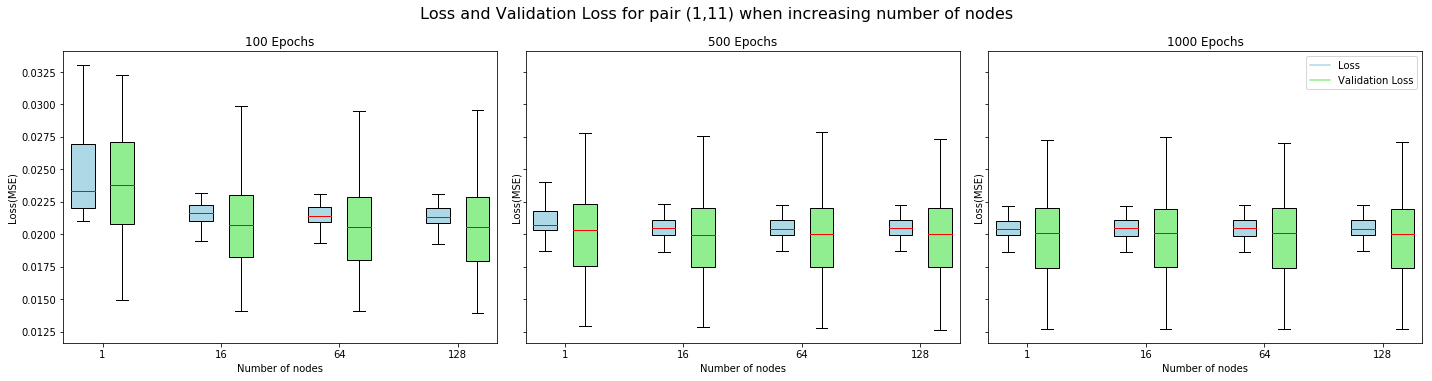 Loss and Validation Loss for pair (1,11) when increasing number of nodes
100 Epochs
500 Epochs
1000 Epochs
Loss
Validation Loss
0.0325
0.0300
0.0275
0.0250
0.0225
0.0200
0.0175
0.0150
0.0125
Loss(MSE)
Loss(MSE)
Loss(MSE)
1 16 64 128
1 16 64 128
1 16 64 128
Number of nodes
Number of nodes
Number of nodes